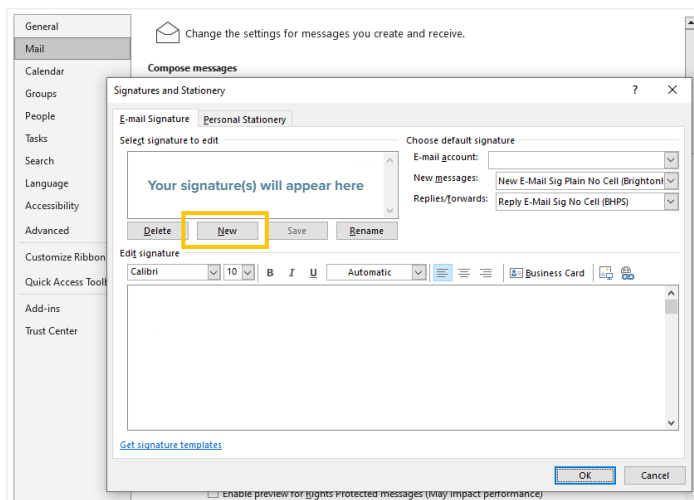 General
Mail
Calendar
Groups
People
Tasks
Search
Language
Accessibility
Advanced
Customize Ribbon
Quick Access Toolb
Add-ins
Trust Center
Change the settings for messages you create and receive.
Compose messages
Signatures and Stationery
?
E-mail Signature Personal Stationery
Select signature to edit
Your signature(s) will appear here
Delete New Save Rename
Choose default signature
E-mail account:
New messages: New E-Mail Sig Plain No Cell (Brighton
Replies/forwards: Reply E-Mail Sig No Cell (BHPS)
Edit signature
Calibri 10 B I U Automatic Business Card
Get signature templates
OK Cancel
Enable preview for Rights Protected messages (May impact performance)